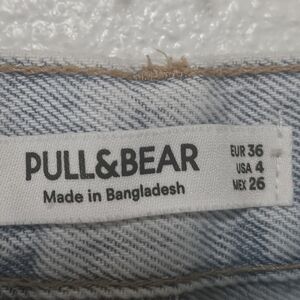 PULL&BEAR
Made in Bangladesh
EUR 36
USA 4
MEX 26